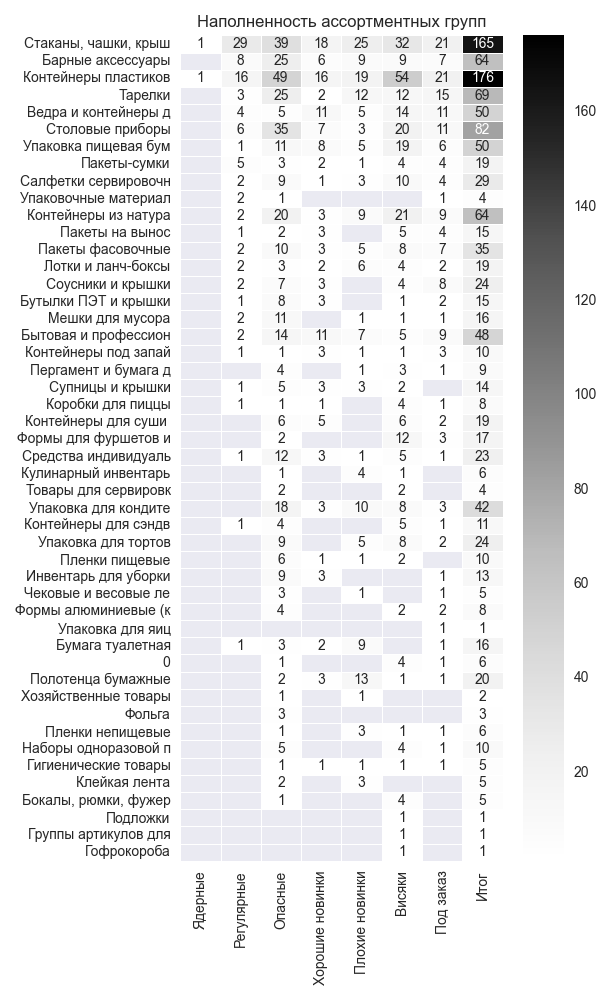 Наполненность ассортментных групп
Стаканы, чашки, крыш 1 29 39 18 25 32 21 165
Барные аксессуары 8 25 6 9 9 7 64
Контейнеры пластиков 1 16 49 16 19 54 21 176
Тарелки 3 25 2 12 12 15 69
Ведра и контейнеры д 4 5 11 5 14 11 50
Столовые приборы 6 35 7 3 20 11 82
Упаковка пищевая бум 1 11 8 5 19 6 50
Пакеты-сумки 5 3 2 1 4 4 19
Салфетки сервировочн 2 9 1 3 10 4 29
Упаковочные материал 2 1 1 4
Контейнеры из натура 2 20 3 9 21 9 64
Пакеты на вынос 1 2 3 5 4 15
Пакеты фасовочные 2 10 3 5 8 7 35
Лотки и ланч-боксы 2 3 2 6 4 2 19
Соусники и крышки 2 7 3 4 8 24
Бутылки ПЭТ и крышки 1 8 3 1 2 15
Мешки для мусора 2 11 1 1 1 16
Бытовая и профессион 2 14 11 7 5 9 48
Контейнеры под запай 1 1 3 1 1 3 10
Пергамент и бумага д 4 1 3 1 9
Супницы и крышки 1 5 3 3 2 14
Коробки для пиццы 1 1 1 4 1 8
Контейнеры для суши 6 5 6 2 19
Формы для фуршетов и 2 12 3 17
Средства индивидуаль 1 12 3 1 5 1 23
Кулинарный инвентарь 1 4 1 6
Товары для сервировк 2 2 4
Упаковка для кондите 18 3 10 8 3 42
Контейнеры для сэндв 1 4 5 1 11
Упаковка для тортов 9 5 8 2 24
Пленки пищевые 6 1 1 2 10
Инвентарь для уборки 9 3 1 13
Чековые и весовые ле 3 1 1 5
Формы алюминиевые (к 4 2 2 8
Упаковка для яиц 1 1
Бумага туалетная 1 3 2 9 1 16
0 1 4 1 6
Полотенца бумажные 2 3 13 1 1 20
Хозяйственные товары 1 1 2
Фольга 3 3
Пленки непищевые 1 3 1 1 6
Наборы одноразовой п 5 4 1 10
Гигиенические товары 1 1 1 1 1 5
Клейкая лента 2 3 5
Бокалы, рюмки, фужер 1 4 5
Подложки 1 1
Группы артикулов для 1 1
Гофрокороба 1 1
Ядерные
Регулярные
Опасные
Хорошие новинки
Плохие новинки
Висяки
Под заказ
Итог
160
140
120
100
80
60
40
20